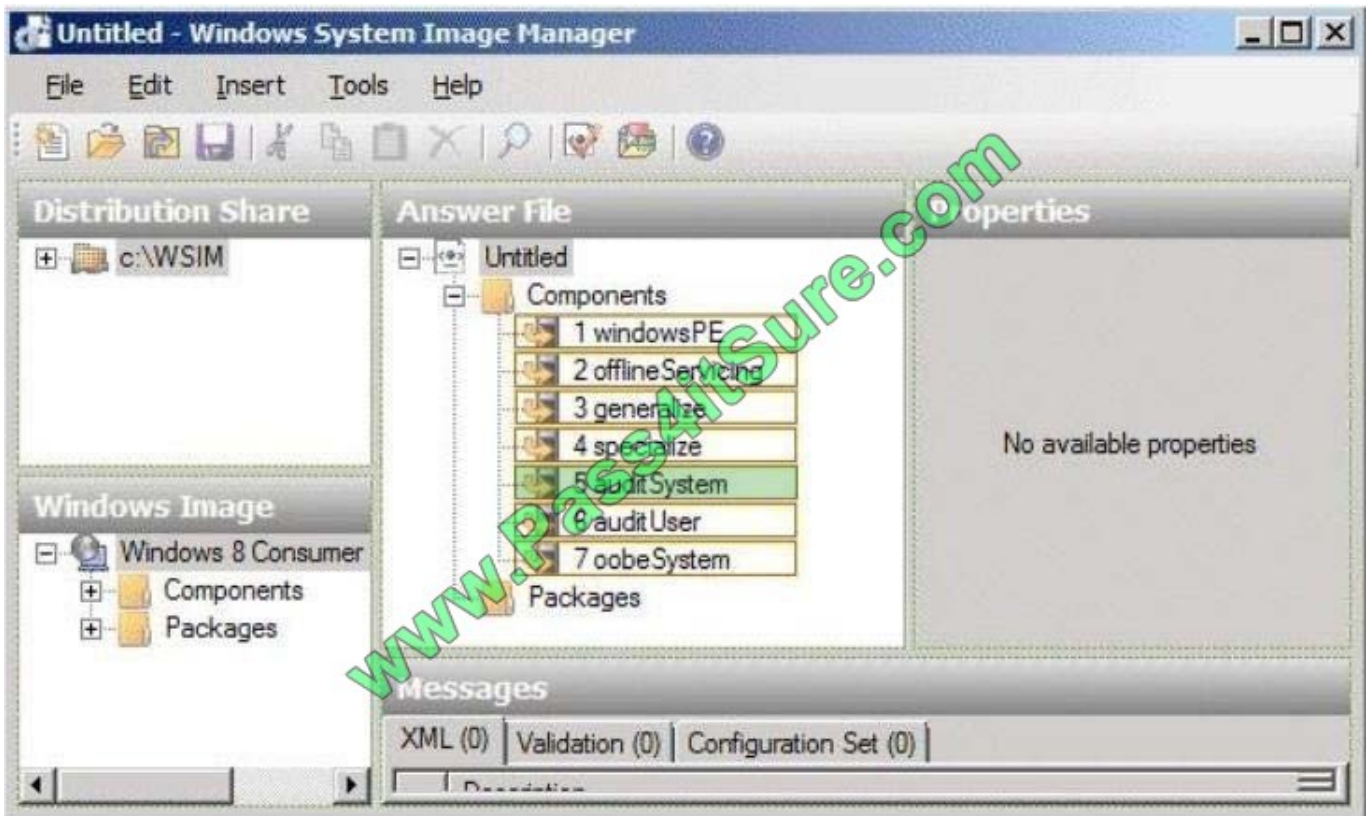 Untitled - Windows System Image Manager
File Edit Insert Tools Help
Distribution Share
c:\WSIM
Windows Image
Windows 8 Consumer
Components
Packages
Answer File
Untitled
Components
1 windowsPE
2 offlineServicing
3 generalize
4 specialize
5 auditSystem
6 auditUser
7 oobeSystem
Packages
Properties
No available properties
Messages
XML (0) Validation (0) Configuration Set (0)
Description
www.Pass4itSure.com